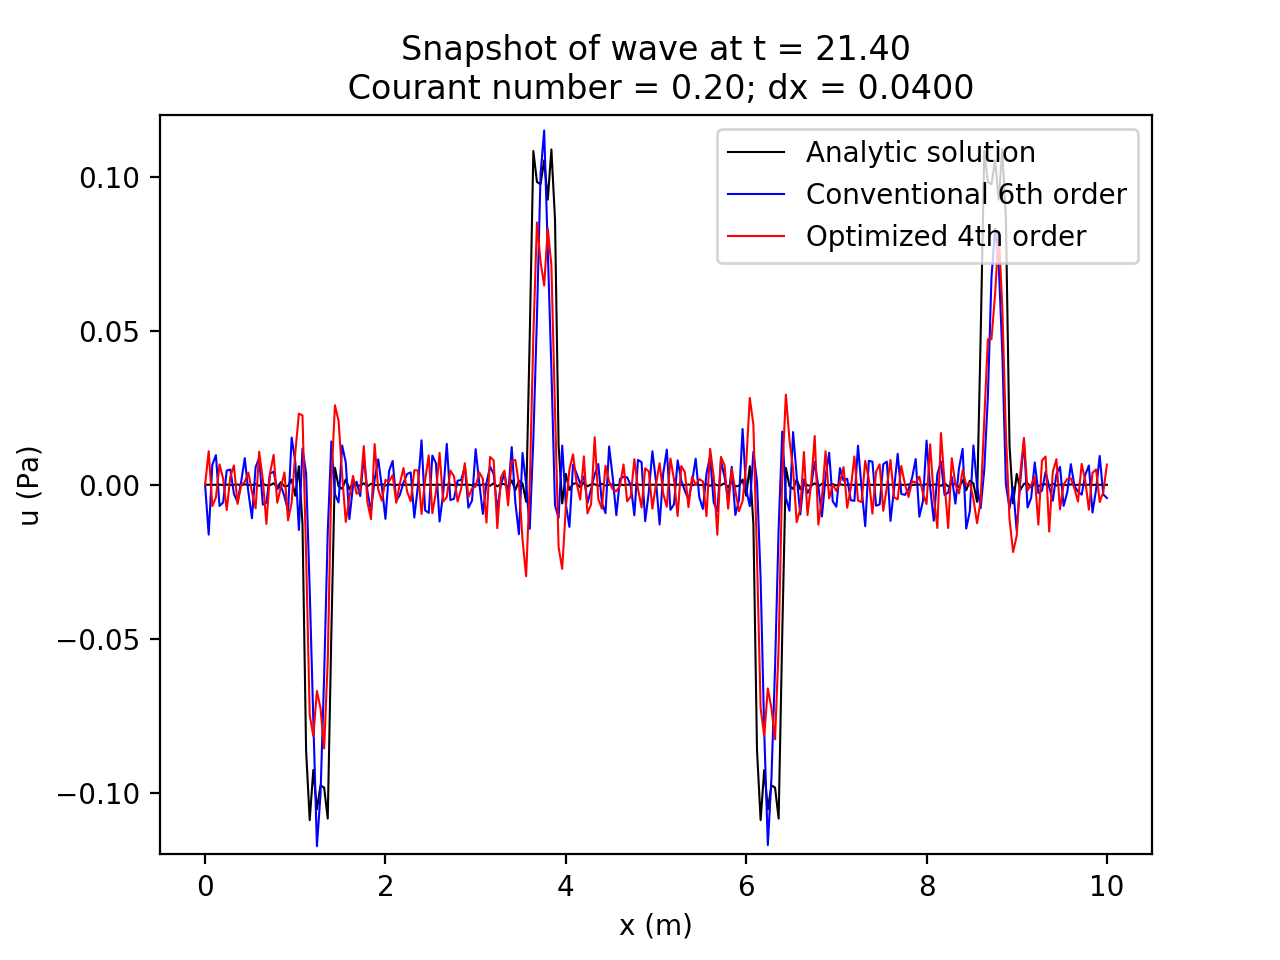 Snapshot of wave at t = 21.40
Courant number = 0.20; dx = 0.0400
Analytic solution
Conventional 6th order
Optimized 4th order
0.10
0.05
0.00
−0.05
−0.10
u (Pa)
0 2 4 6 8 10
x (m)